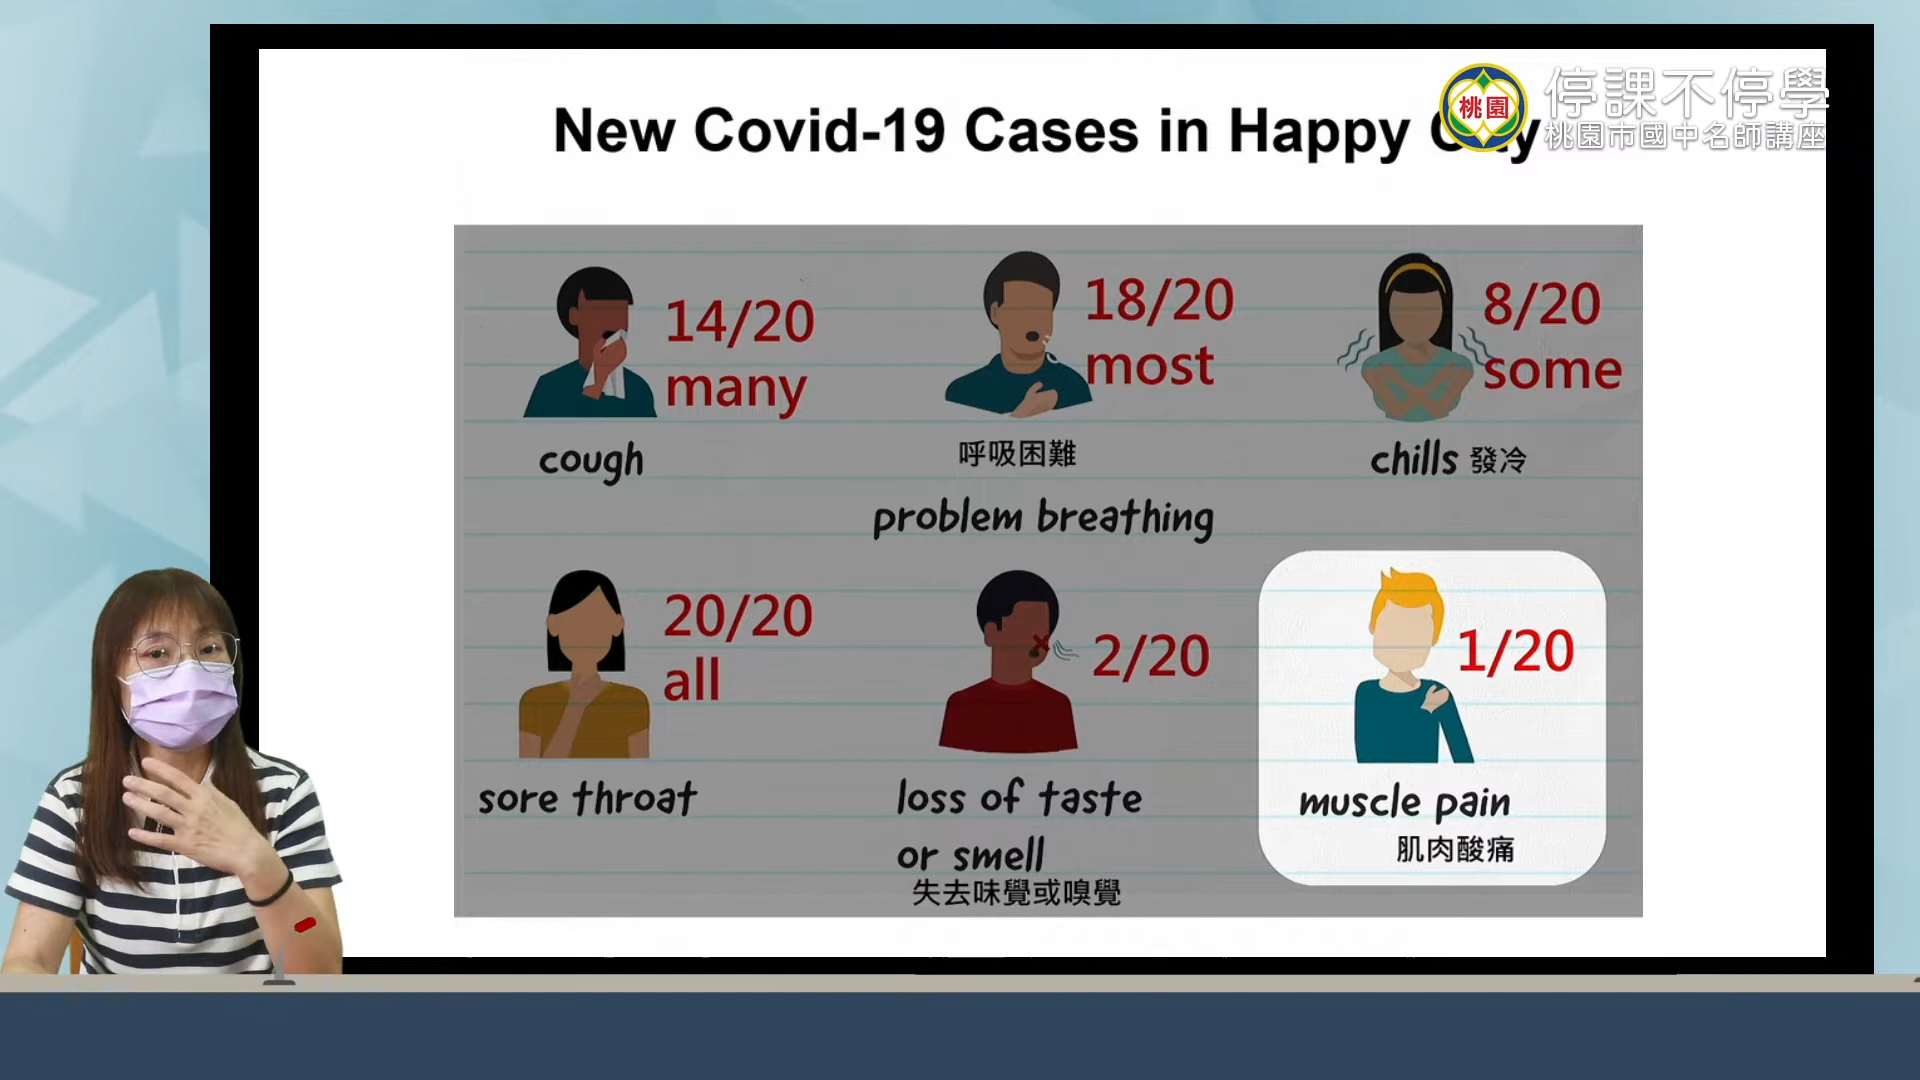 New Covid-19 Cases in Happy City
桃園
停課不停學
桃園市國中名師講座
14/20
many
cough
18/20
most
呼吸困難
problem breathing
8/20
some
chills 發冷
20/20
all
sore throat
2/20
loss of taste
or smell
失去味覺或嗅覺
1/20
muscle pain
肌肉酸痛